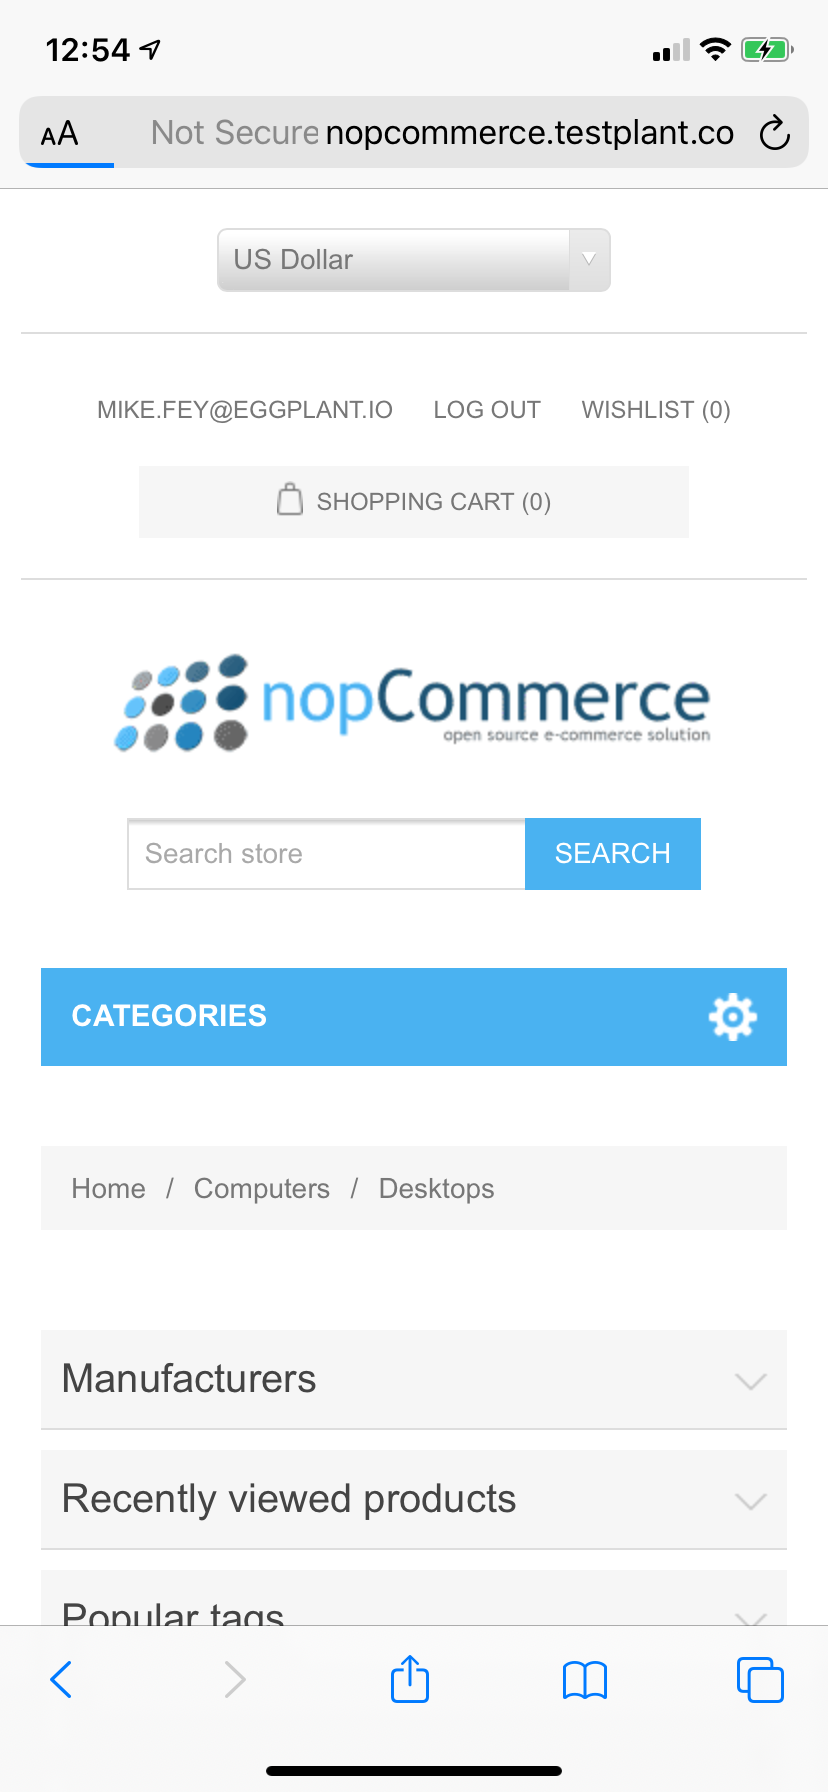 12:54
AA Not Secure nopcommerce.testplant.co
US Dollar
MIKE.FEY@EGGPLANT.IO LOG OUT WISHLIST (0)
SHOPPING CART (0)
nopCommerce
open source e-commerce solution
Search store SEARCH
CATEGORIES
Home / Computers / Desktops
Manufacturers
Recently viewed products
Popular tags